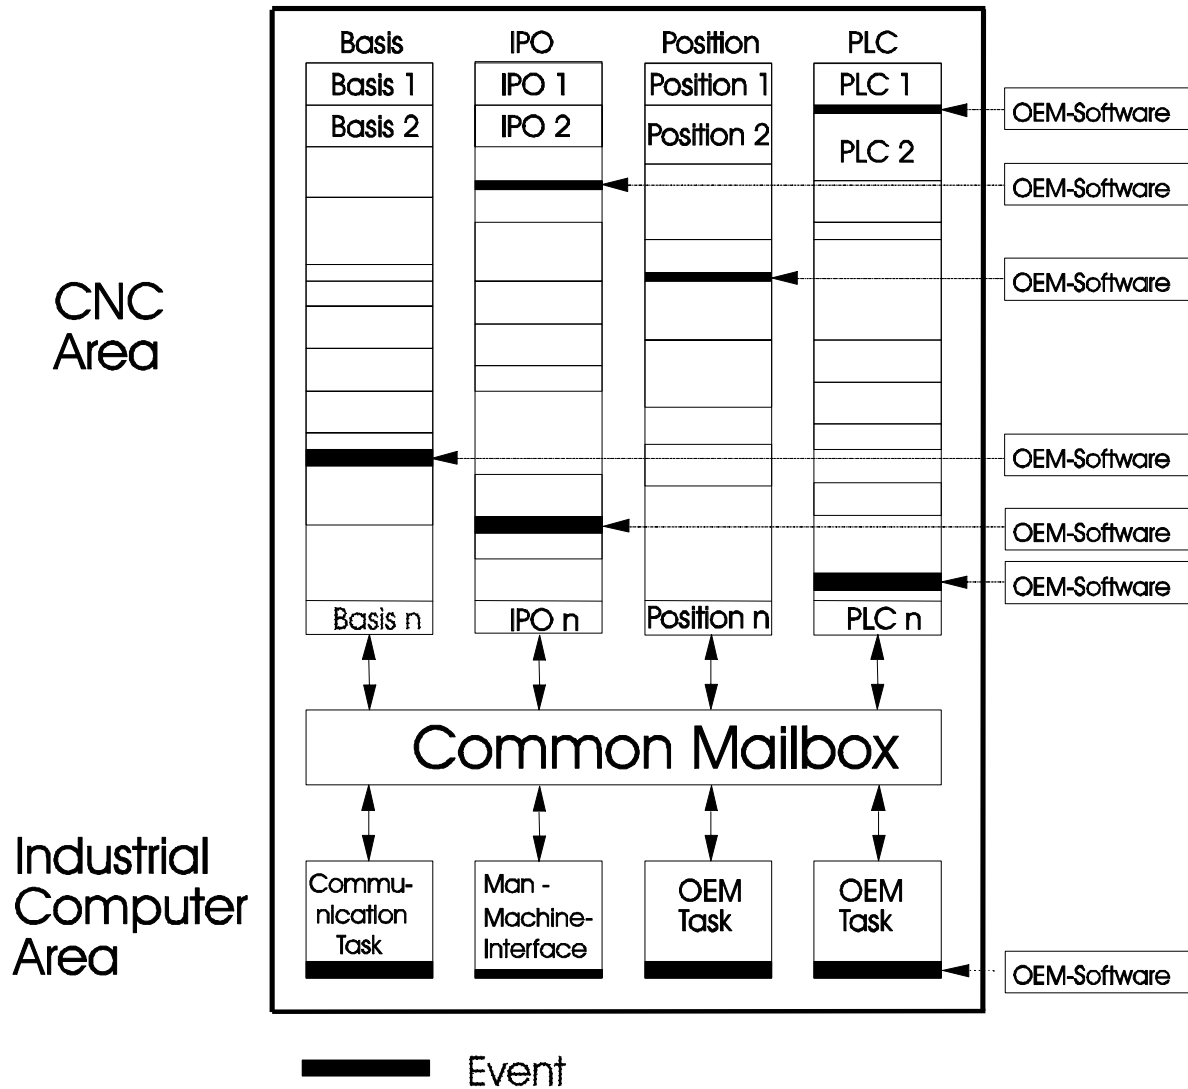 Basis IPO Position PLC
Basis 1 IPO 1 Position 1 PLC 1
OEM-Software
Basis 2 IPO 2 Position 2 PLC 2
OEM-Software
OEM-Software
CNC
Area
OEM-Software
OEM-Software
OEM-Software
Basis n IPO n Position n PLC n
Common Mailbox
Industrial
Computer
Area
Commu-
nication
Task
Man -
Machine-
Interface
OEM
Task
OEM
Task
OEM-Software
Event